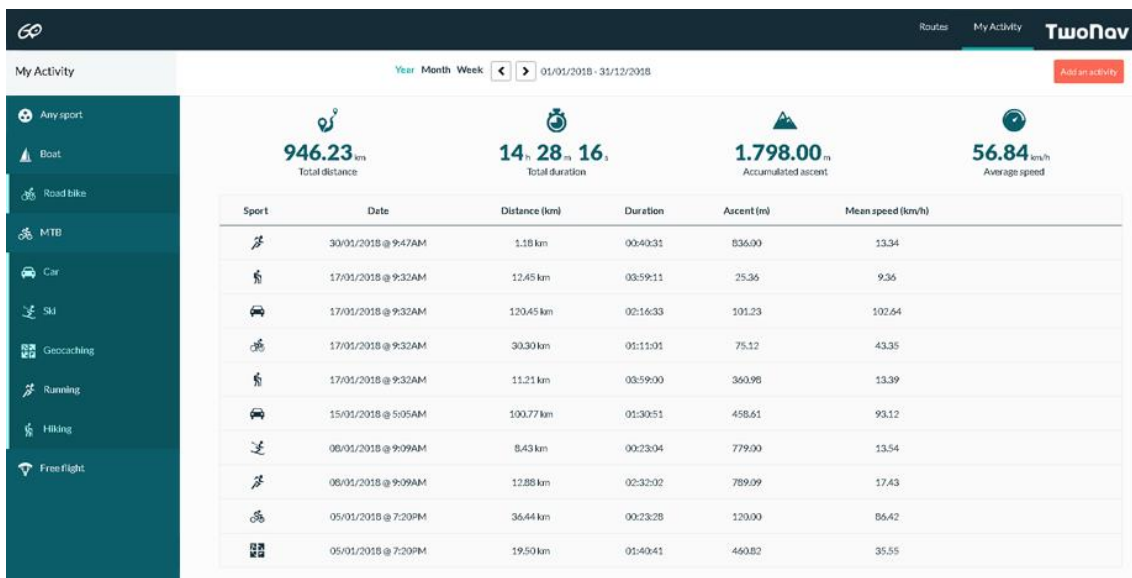 GO
Routes My Activity TwoNav
My Activity
Year Month Week 01/01/2018 - 31/12/2018
Add an activity
Any sport
Boat
Road bike
MTB
Car
Ski
Geocaching
Running
Hiking
Free flight
946.23 km 14h 28m 16s 1.798.00 m 56.84 km/h
Total distance Total duration Accumulated ascent Average speed
Sport Date Distance (km) Duration Ascent (m) Mean speed (km/h)
30/01/2018 @ 9:47AM 1.18 km 00:40:31 836.00 13.34
17/01/2018 @ 9:32AM 12.45 km 03:59:11 25.36 9.36
17/01/2018 @ 9:32AM 120.45 km 02:16:33 101.23 102.64
17/01/2018 @ 9:32AM 30.30 km 01:11:01 75.12 43.35
17/01/2018 @ 9:32AM 11.21 km 03:59:00 360.98 13.39
15/01/2018 @ 5:05AM 100.77 km 01:30:51 458.61 93.12
08/01/2018 @ 9:09AM 8.43 km 00:23:04 779.00 13.54
08/01/2018 @ 9:09AM 12.88 km 02:32:02 789.09 17.43
05/01/2018 @ 7:20PM 36.44 km 00:23:28 120.00 86.42
05/01/2018 @ 7:20PM 19.50 km 01:40:41 460.82 35.55